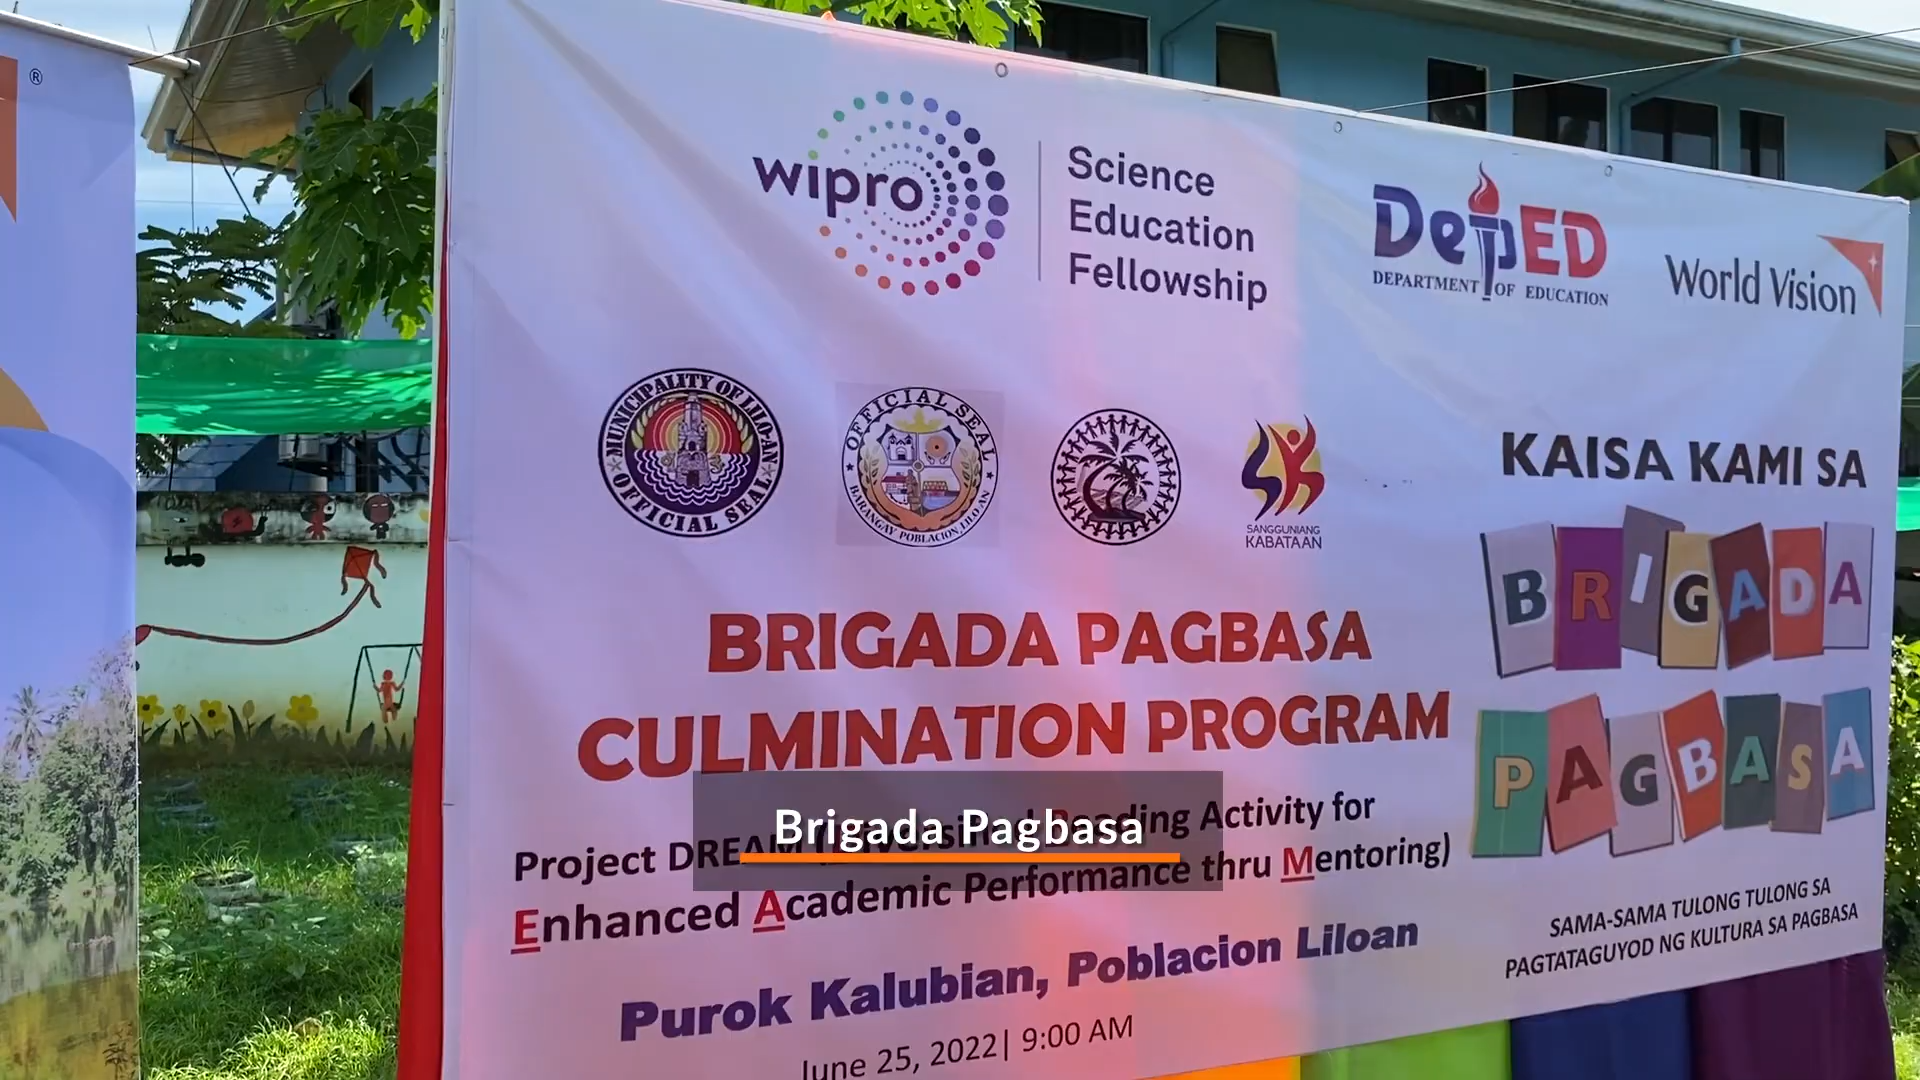 ®
wipro
Science
Education
Fellowship
DepED
DEPARTMENT OF EDUCATION
World Vision
MUNICIPALITY OF LILO-AN
OFFICIAL SEAL
OFFICIAL SEAL
BARANGAY POBLACION, LILO-AN
SK
SANGGUNIANG
KABATAAN
KAISA KAMI SA
BRIGADA
PAGBASA
SAMA-SAMA TULONG TULONG SA
PAGTATAGUYOD NG KULTURA SA PAGBASA
BRIGADA PAGBASA
CULMINATION PROGRAM
Project DREAM Reading Activity for
Enhanced Academic Performance thru Mentoring)
Purok Kalubian, Poblacion Liloan
June 25, 2022| 9:00 AM
Brigada Pagbasa